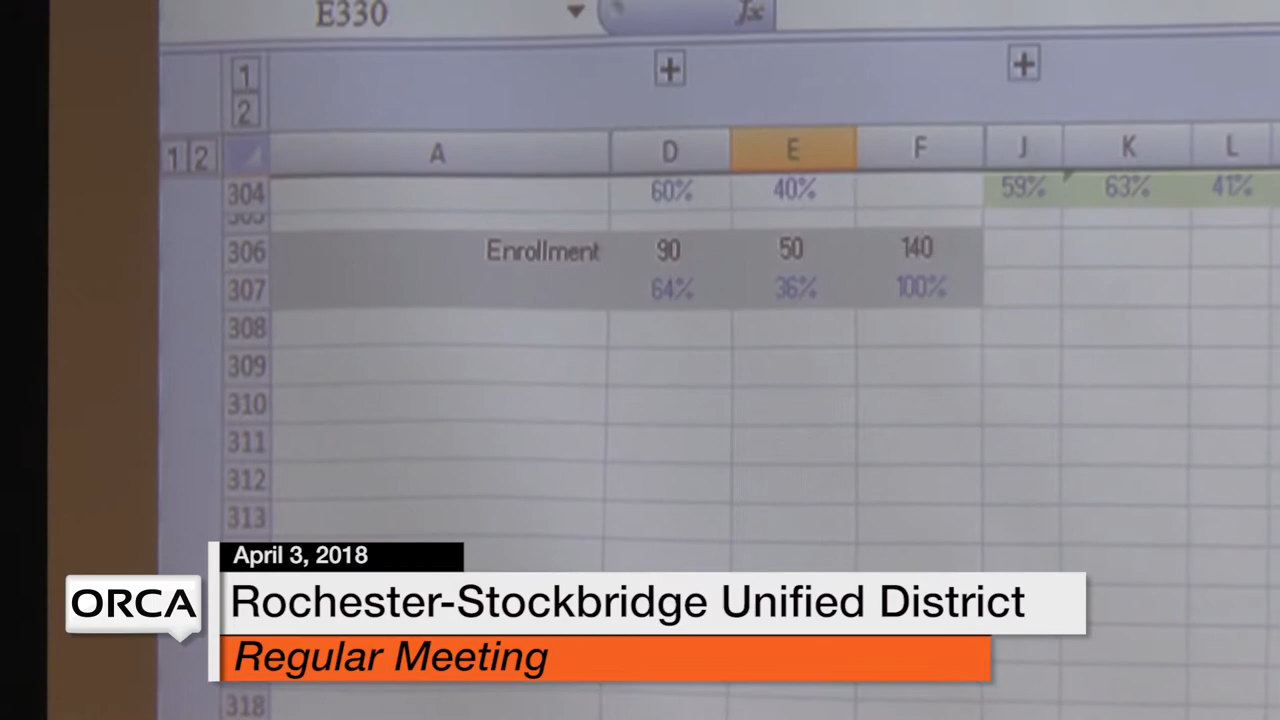 E330 fx
1
2
1 2 A D E F J K L
304 60% 40% 59% 63% 41%
305
306 Enrollment 90 50 140
307 64% 36% 100%
308
309
310
311
312
313
April 3, 2018
ORCA Rochester-Stockbridge Unified District
Regular Meeting
318